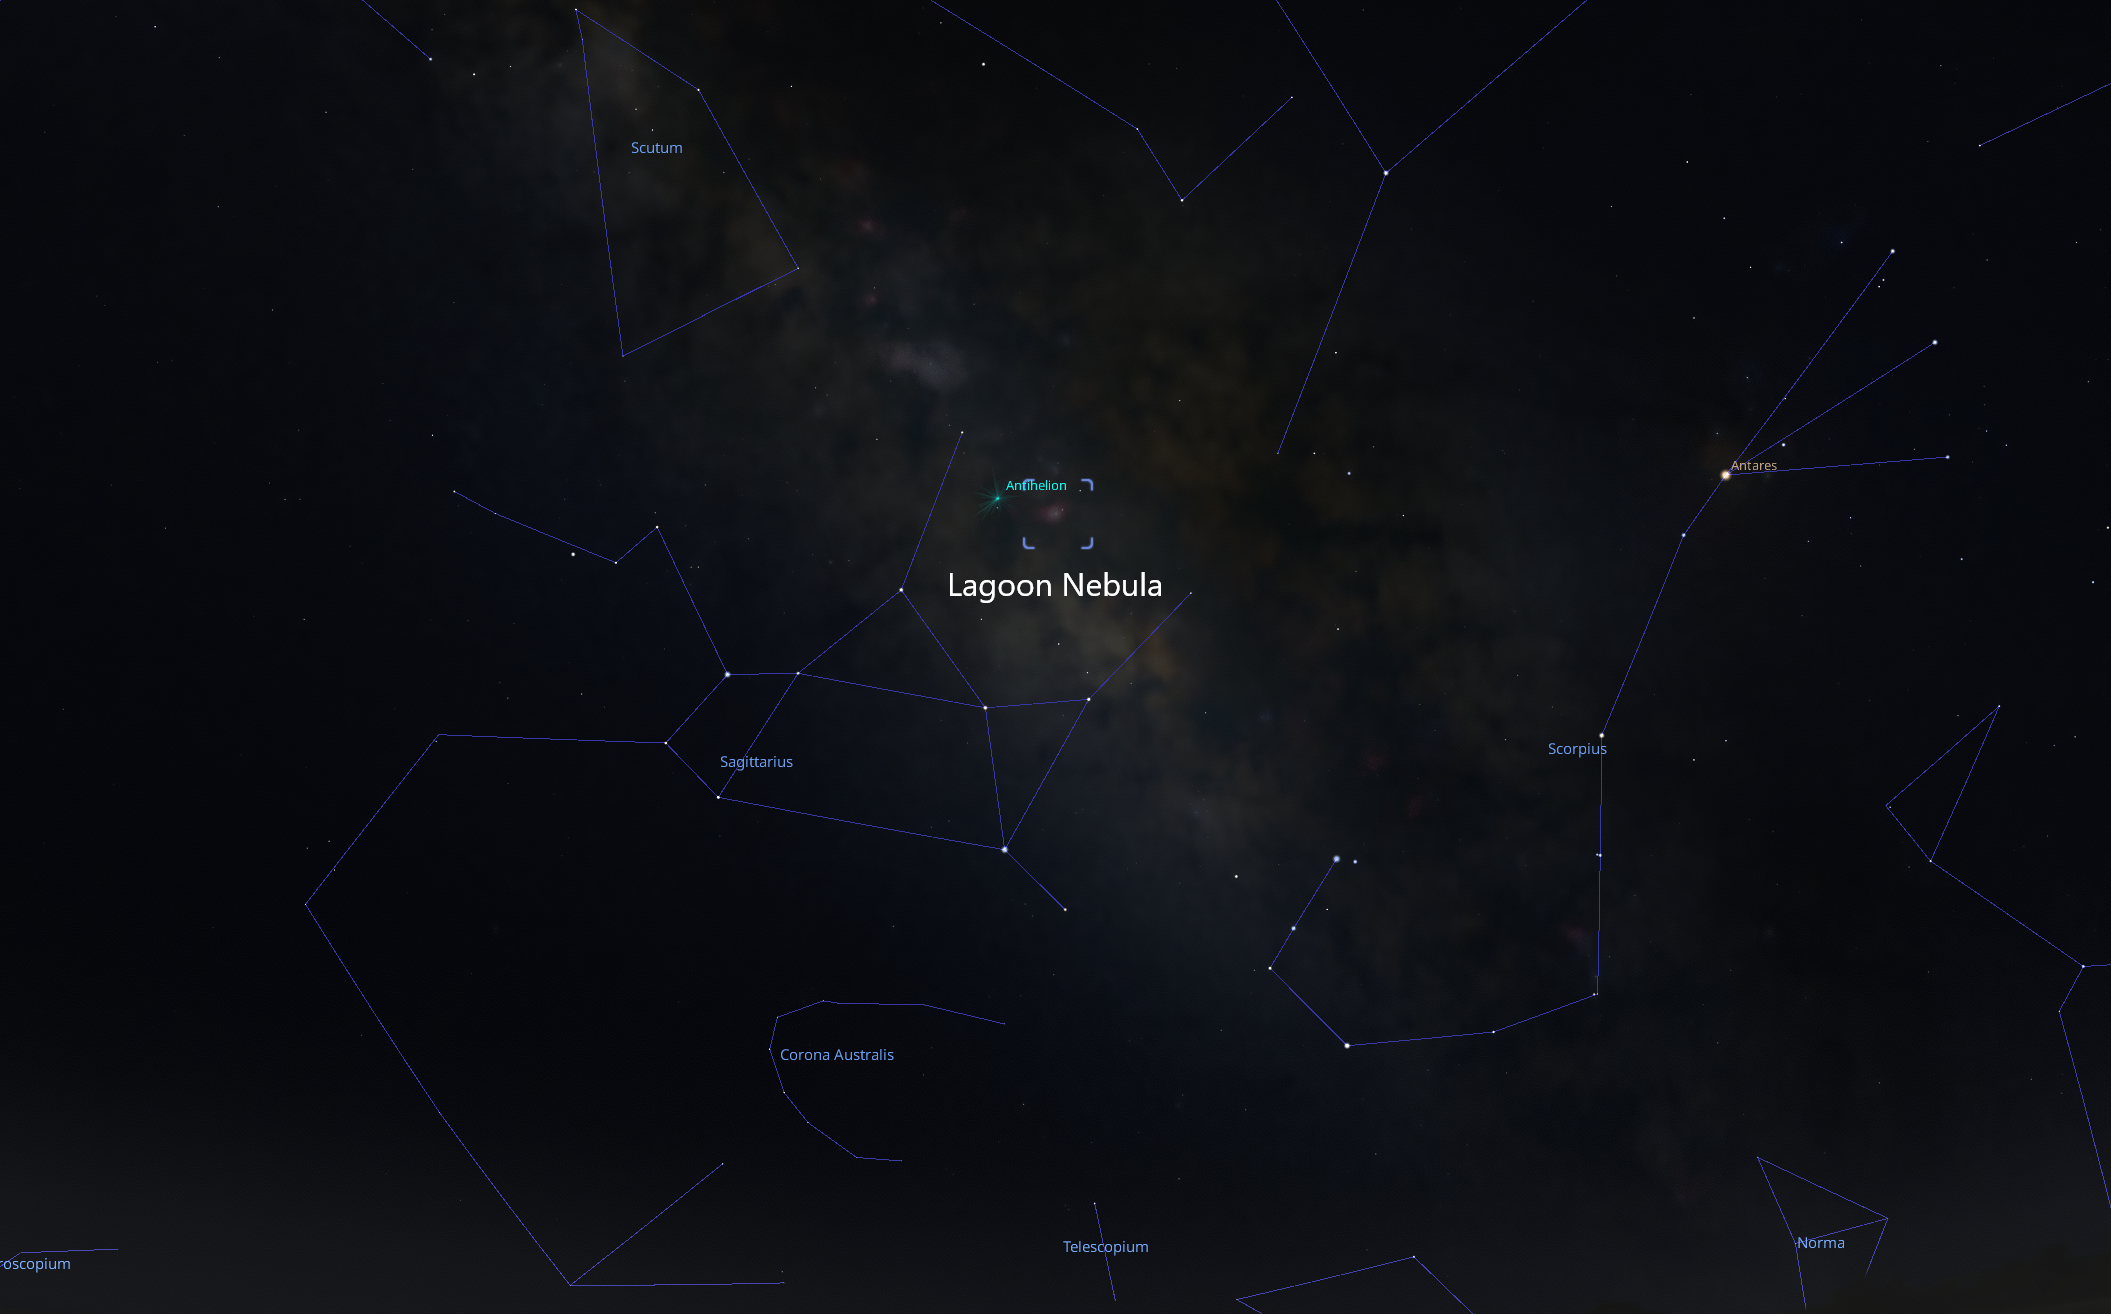 Scutum
Antares
Antihelion
Lagoon Nebula
Scorpius
Sagittarius
Corona Australis
Norma
Telescopium
oscopium